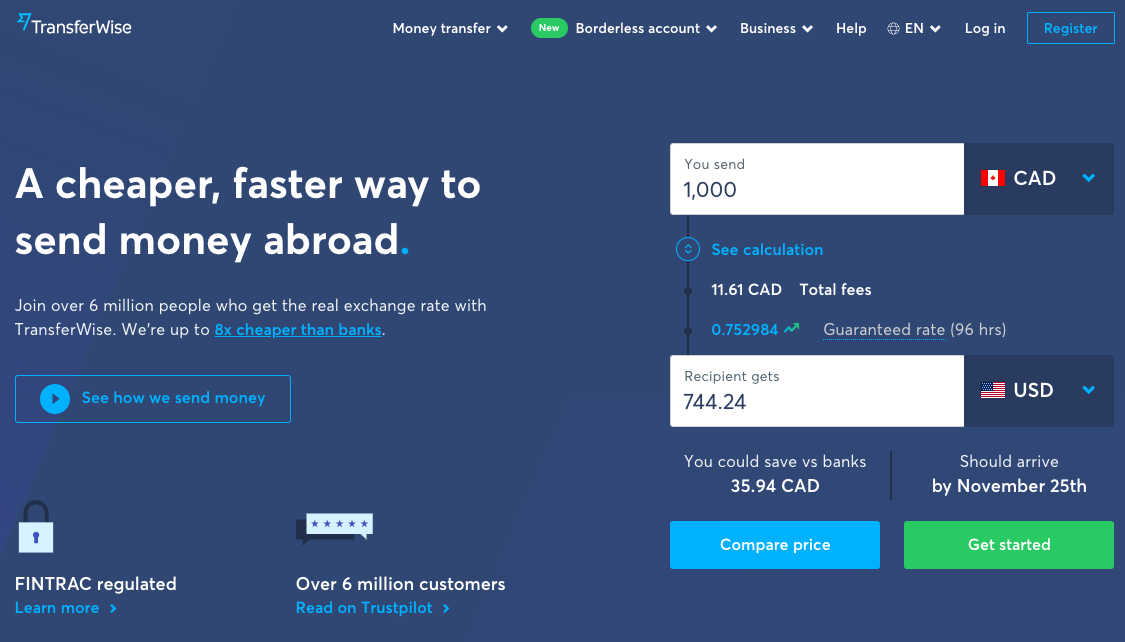 TransferWise
Money transfer
New
Borderless account
Business
Help
EN
Log in
Register
A cheaper, faster way to
send money abroad.
Join over 6 million people who get the real exchange rate with
TransferWise. We're up to 8x cheaper than banks.
See how we send money
FINTRAC regulated
Learn more
Over 6 million customers
Read on Trustpilot
You send
1,000
CAD
See calculation
11.61 CAD Total fees
0.752984 Guaranteed rate (96 hrs)
Recipient gets
744.24
USD
You could save vs banks
35.94 CAD
Should arrive
by November 25th
Compare price
Get started